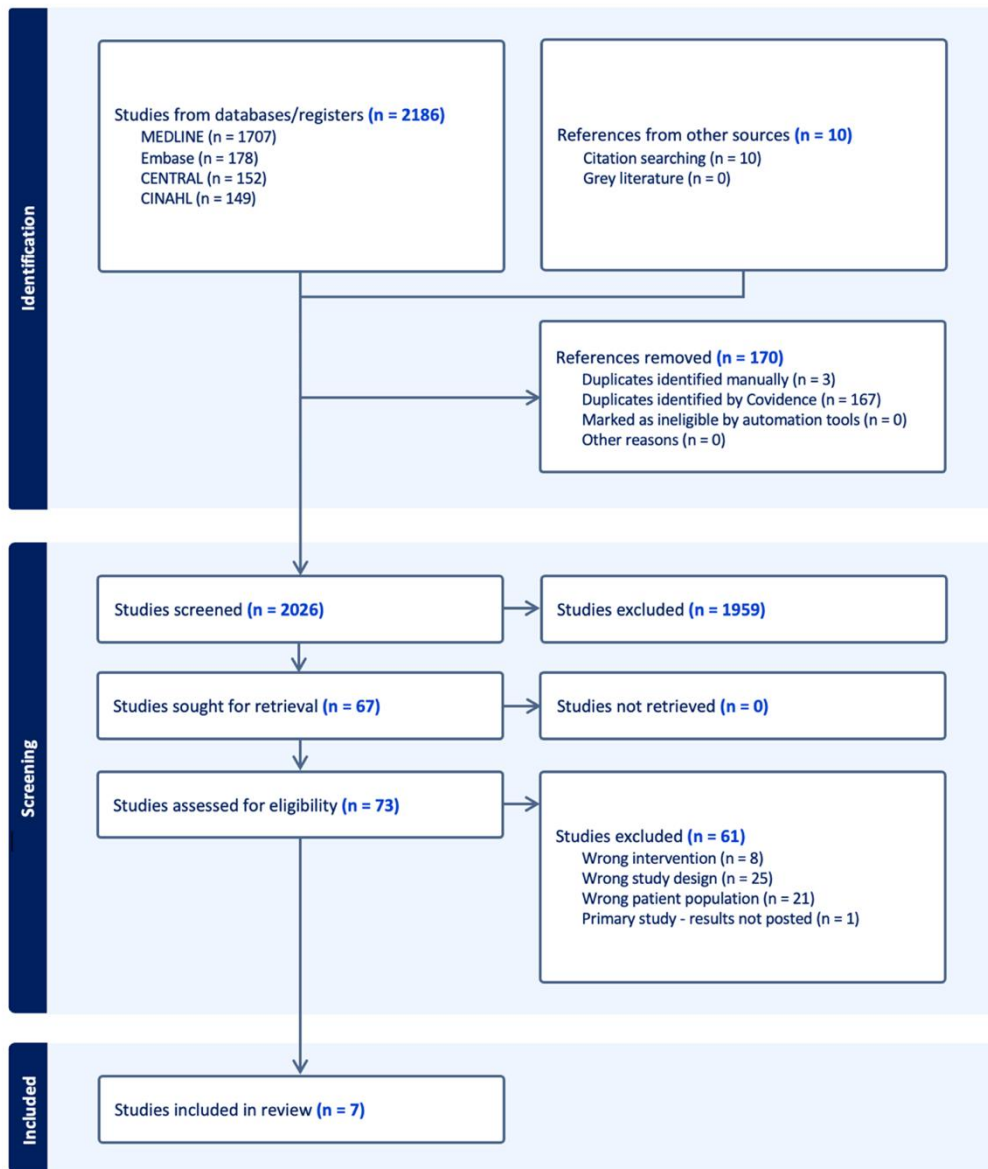 Identification
Studies from databases/registers (n = 2186)
MEDLINE (n = 1707)
Embase (n = 178)
CENTRAL (n = 152)
CINAHL (n = 149)
References from other sources (n = 10)
Citation searching (n = 10)
Grey literature (n = 0)
References removed (n = 170)
Duplicates identified manually (n = 3)
Duplicates identified by Covidence (n = 167)
Marked as ineligible by automation tools (n = 0)
Other reasons (n = 0)
Screening
Studies screened (n = 2026)
Studies excluded (n = 1959)
Studies sought for retrieval (n = 67)
Studies not retrieved (n = 0)
Studies assessed for eligibility (n = 73)
Studies excluded (n = 61)
Wrong intervention (n = 8)
Wrong study design (n = 25)
Wrong patient population (n = 21)
Primary study - results not posted (n = 1)
Included
Studies included in review (n = 7)